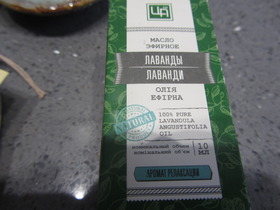 ЦА
МАСЛО
ЭФИРНОЕ
ЛАВАНДЫ
ЛАВАНДИ
ОЛІЯ
ЕФІРНА
100% PURE
LAVANDULA
ANGUSTIFOLIA
OIL
NATURAL
номинальный объем
номінальний об'єм
10
МЛ
АРОМАТ РЕЛАКСАЦИИ